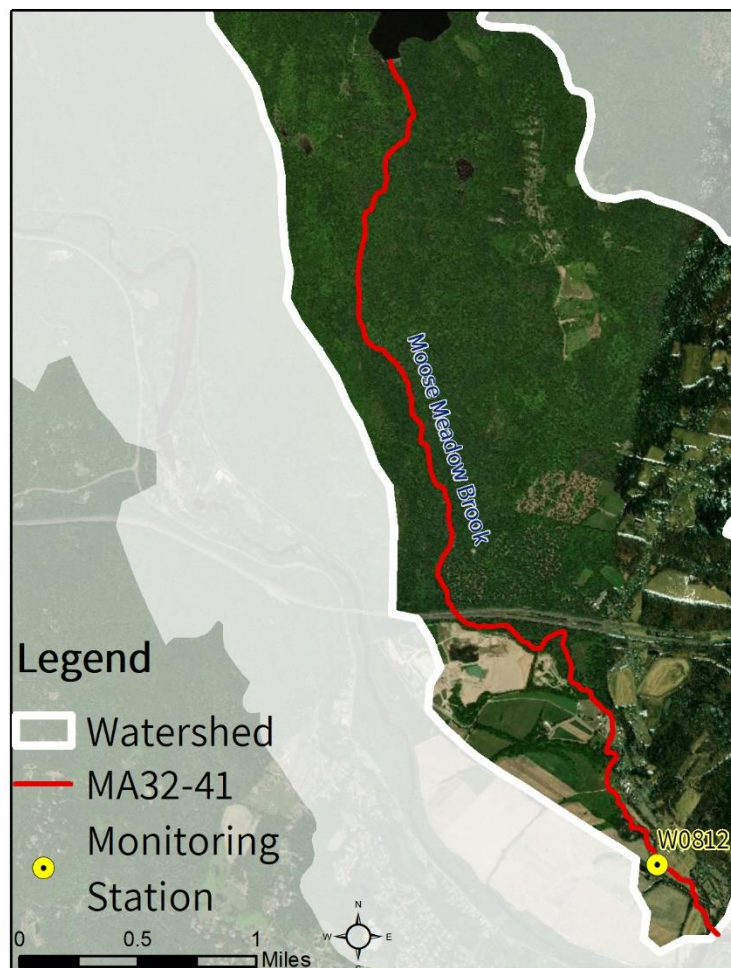 Moose Meadow Brook
W0812
Legend
Watershed
MA32-41
Monitoring
Station
0 0.5 1
Miles
N
W E
S